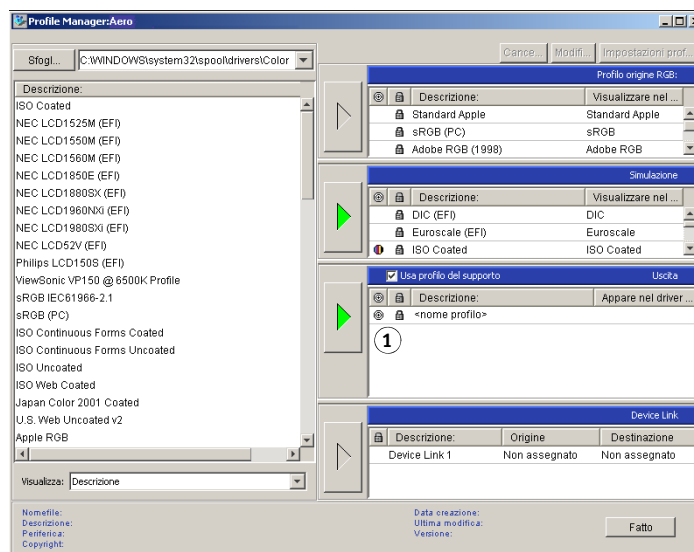 Profile Manager:Aero
Sfogl... C:\WINDOWS\system32\spool\drivers\Color
Descrizione:
ISO Coated
NEC LCD1525M (EFI)
NEC LCD1550M (EFI)
NEC LCD1560M (EFI)
NEC LCD1850E (EFI)
NEC LCD1880SX (EFI)
NEC LCD1960NXi (EFI)
NEC LCD1980SXi (EFI)
NEC LCD52V (EFI)
Philips LCD150S (EFI)
ViewSonic VP150 @ 6500K Profile
sRGB IEC61966-2.1
sRGB (PC)
ISO Continuous Forms Coated
ISO Continuous Forms Uncoated
ISO Uncoated
ISO Web Coated
Japan Color 2001 Coated
U.S. Web Uncoated v2
Apple RGB
Visualizza: Descrizione
Cance... Modifi... Impostazioni prof...
Profilo origine RGB:
Descrizione: Visualizzare nel ...
Standard Apple Standard Apple
sRGB (PC) sRGB
Adobe RGB (1998) Adobe RGB
Simulazione
Descrizione: Visualizzare nel ...
DIC (EFI) DIC
Euroscale (EFI) Euroscale
ISO Coated ISO Coated
Usa profilo del supporto Uscita
Descrizione: Appare nel driver ...
<nome profilo>
1
Device Link
Descrizione: Origine Destinazione
Device Link 1 Non assegnato Non assegnato
Nomefile:
Descrizione:
Periferica:
Copyright:
Data creazione:
Ultima modifica:
Versione:
Fatto